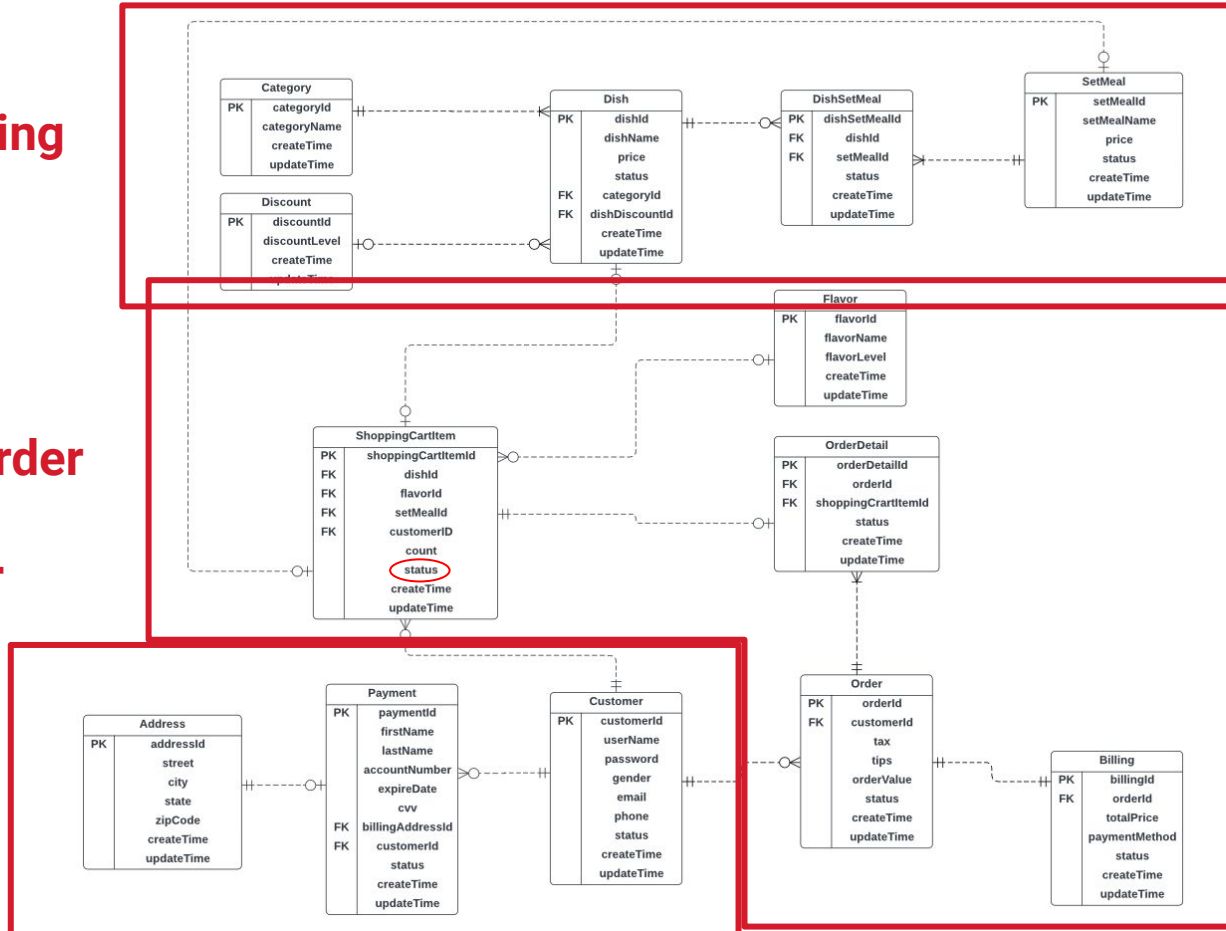 ing
rder
Category
PK categoryId
categoryName
createTime
updateTime
Discount
PK discountId
discountLevel
createTime
updateTime
Dish
PK dishId
dishName
price
status
FK categoryId
FK dishDiscountId
createTime
updateTime
DishSetMeal
PK dishSetMealId
FK dishId
FK setMealId
status
createTime
updateTime
SetMeal
PK setMealId
setMealName
price
status
createTime
updateTime
Flavor
PK flavorId
flavorName
flavorLevel
createTime
updateTime
ShoppingCartItem
PK shoppingCartItemId
FK dishId
FK flavorId
FK setMealId
FK customerID
count
status
createTime
updateTime
OrderDetail
PK orderDetailId
FK orderId
FK shoppingCrartItemId
status
createTime
updateTime
Address
PK addressId
street
city
state
zipCode
createTime
updateTime
Payment
PK paymentId
firstName
lastName
accountNumber
expireDate
cvv
FK billingAddressId
FK customerId
status
createTime
updateTime
Customer
PK customerId
userName
password
gender
email
phone
status
createTime
updateTime
Order
PK orderId
FK customerId
tax
tips
orderValue
status
createTime
updateTime
Billing
PK billingId
FK orderId
totalPrice
paymentMethod
status
createTime
updateTime